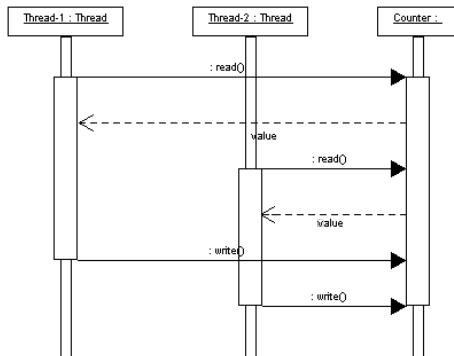 Thread-1 : Thread
Thread-2 : Thread
Counter :
: read()
value
: read()
value
: write()
: write()